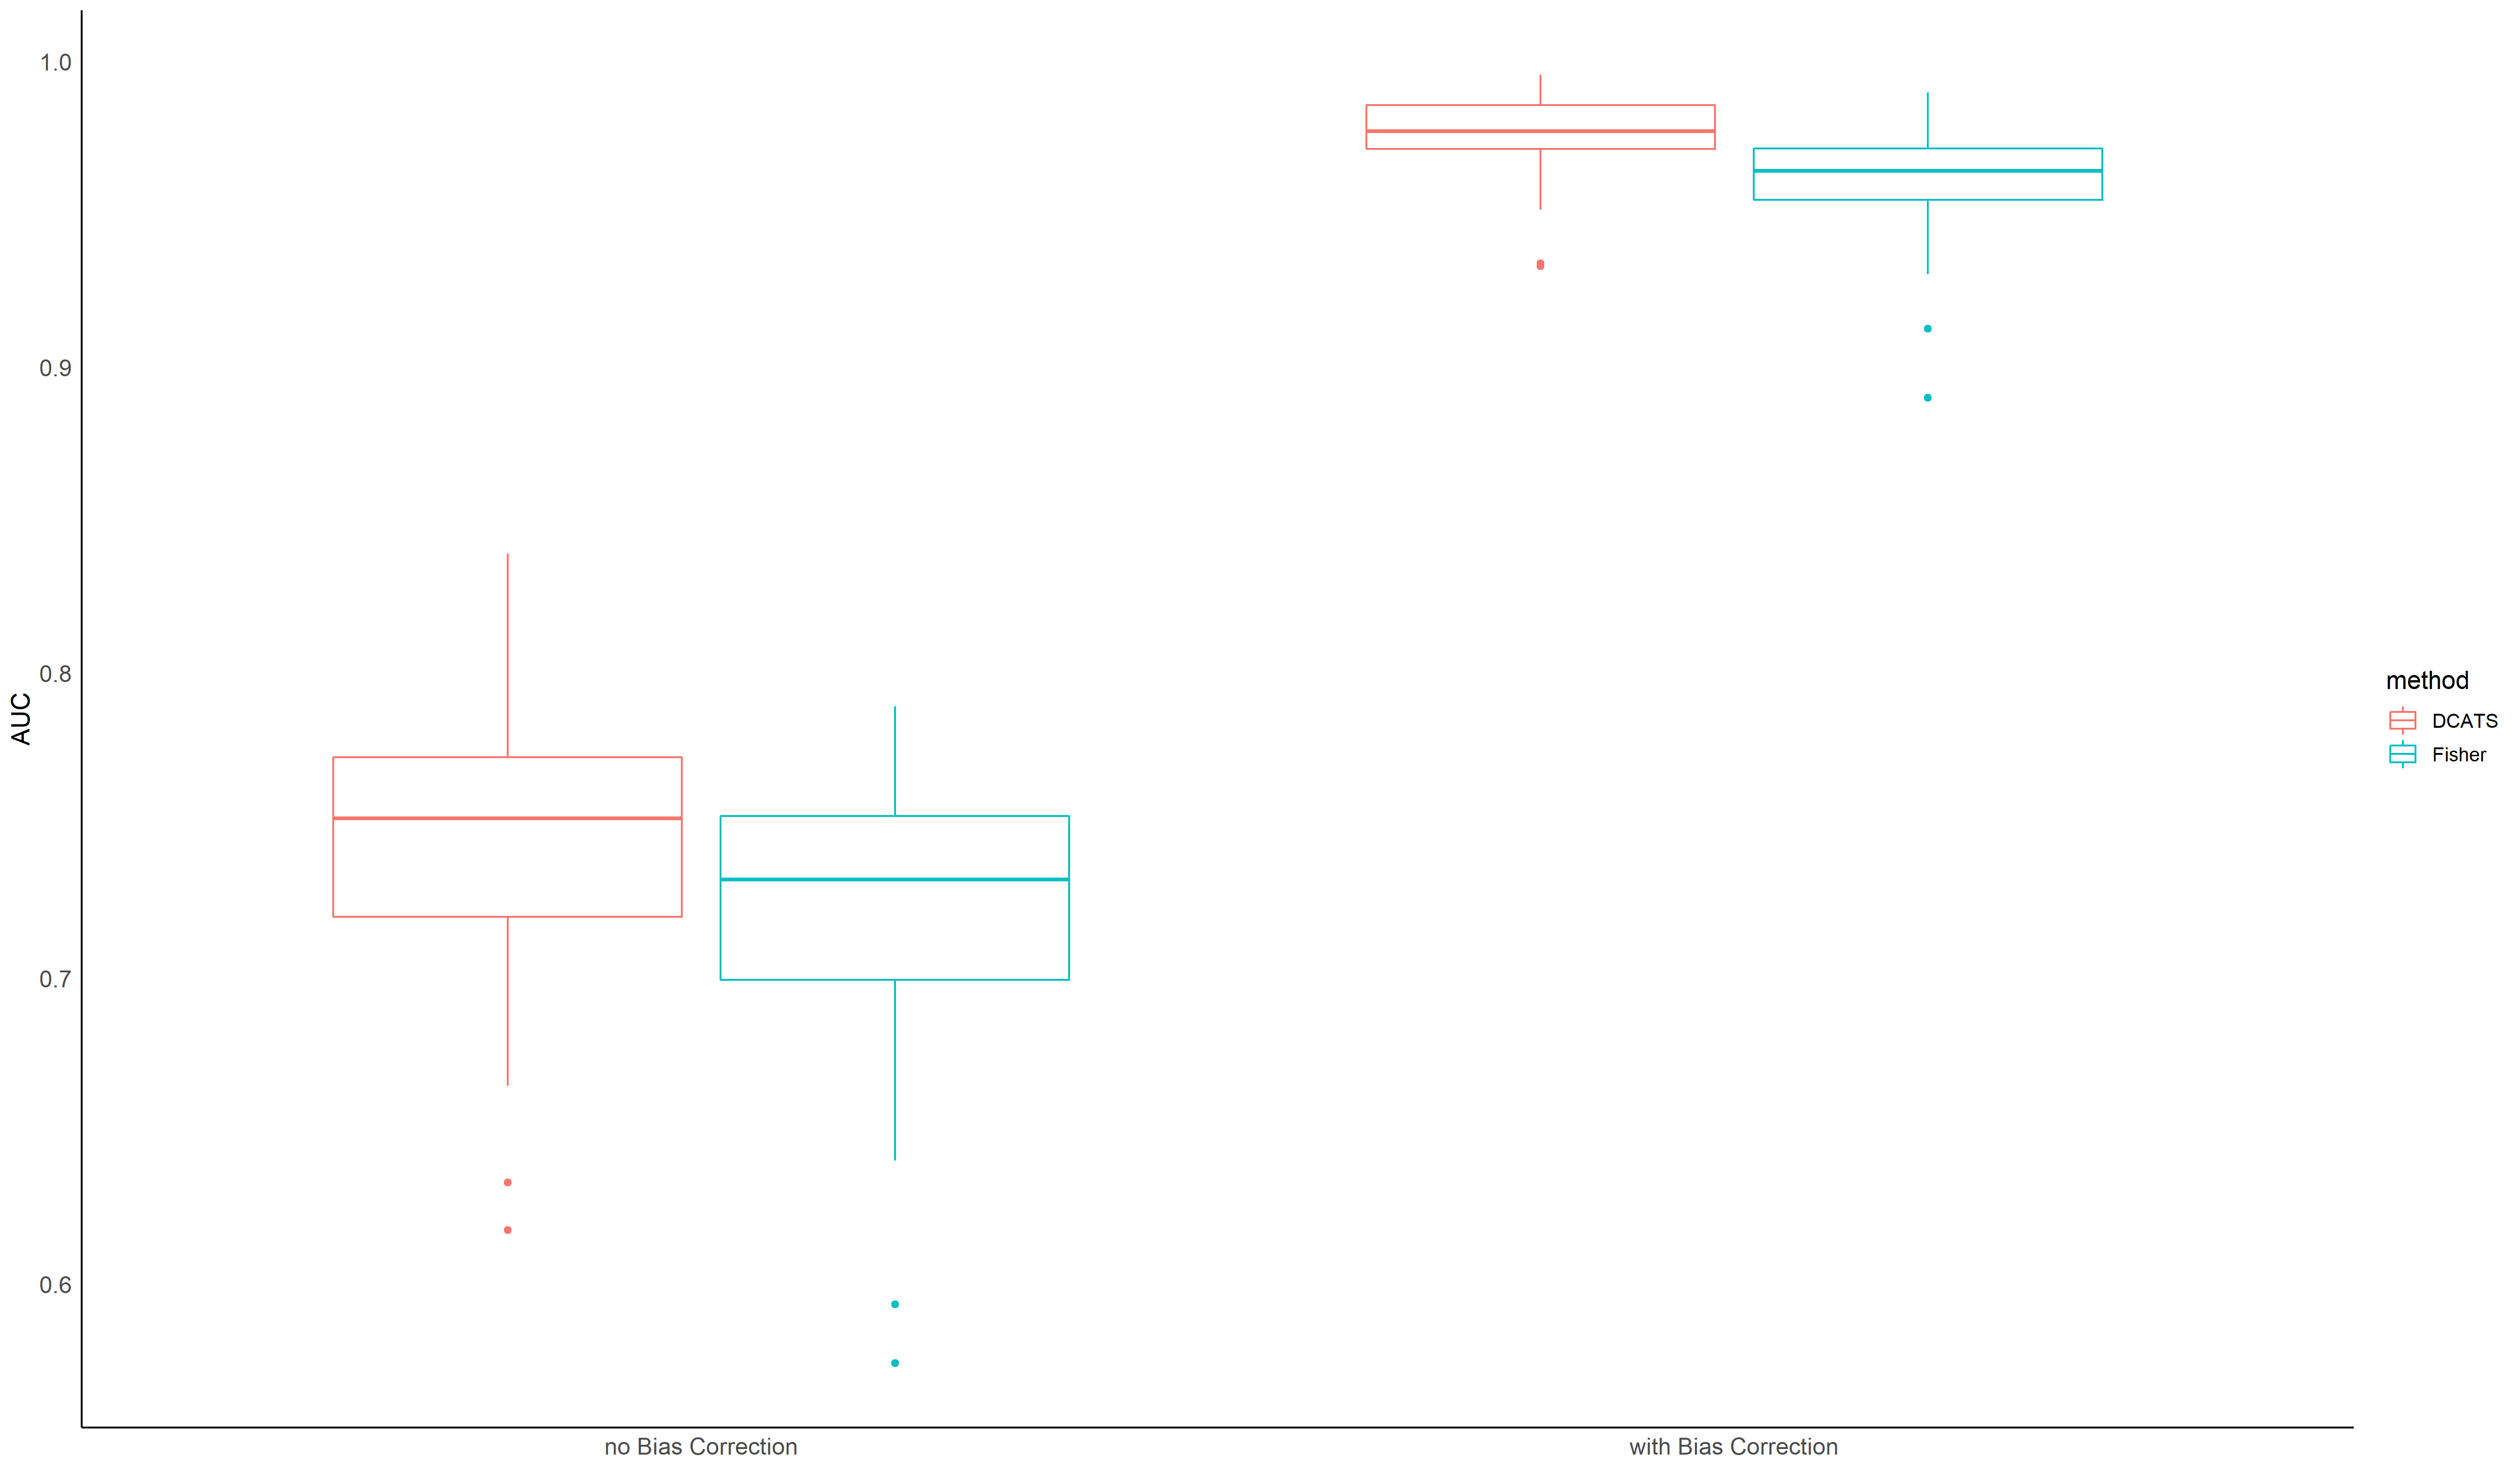 1.0
0.9
0.8
0.7
0.6
AUC
no Bias Correction
with Bias Correction
method
DCATS
Fisher